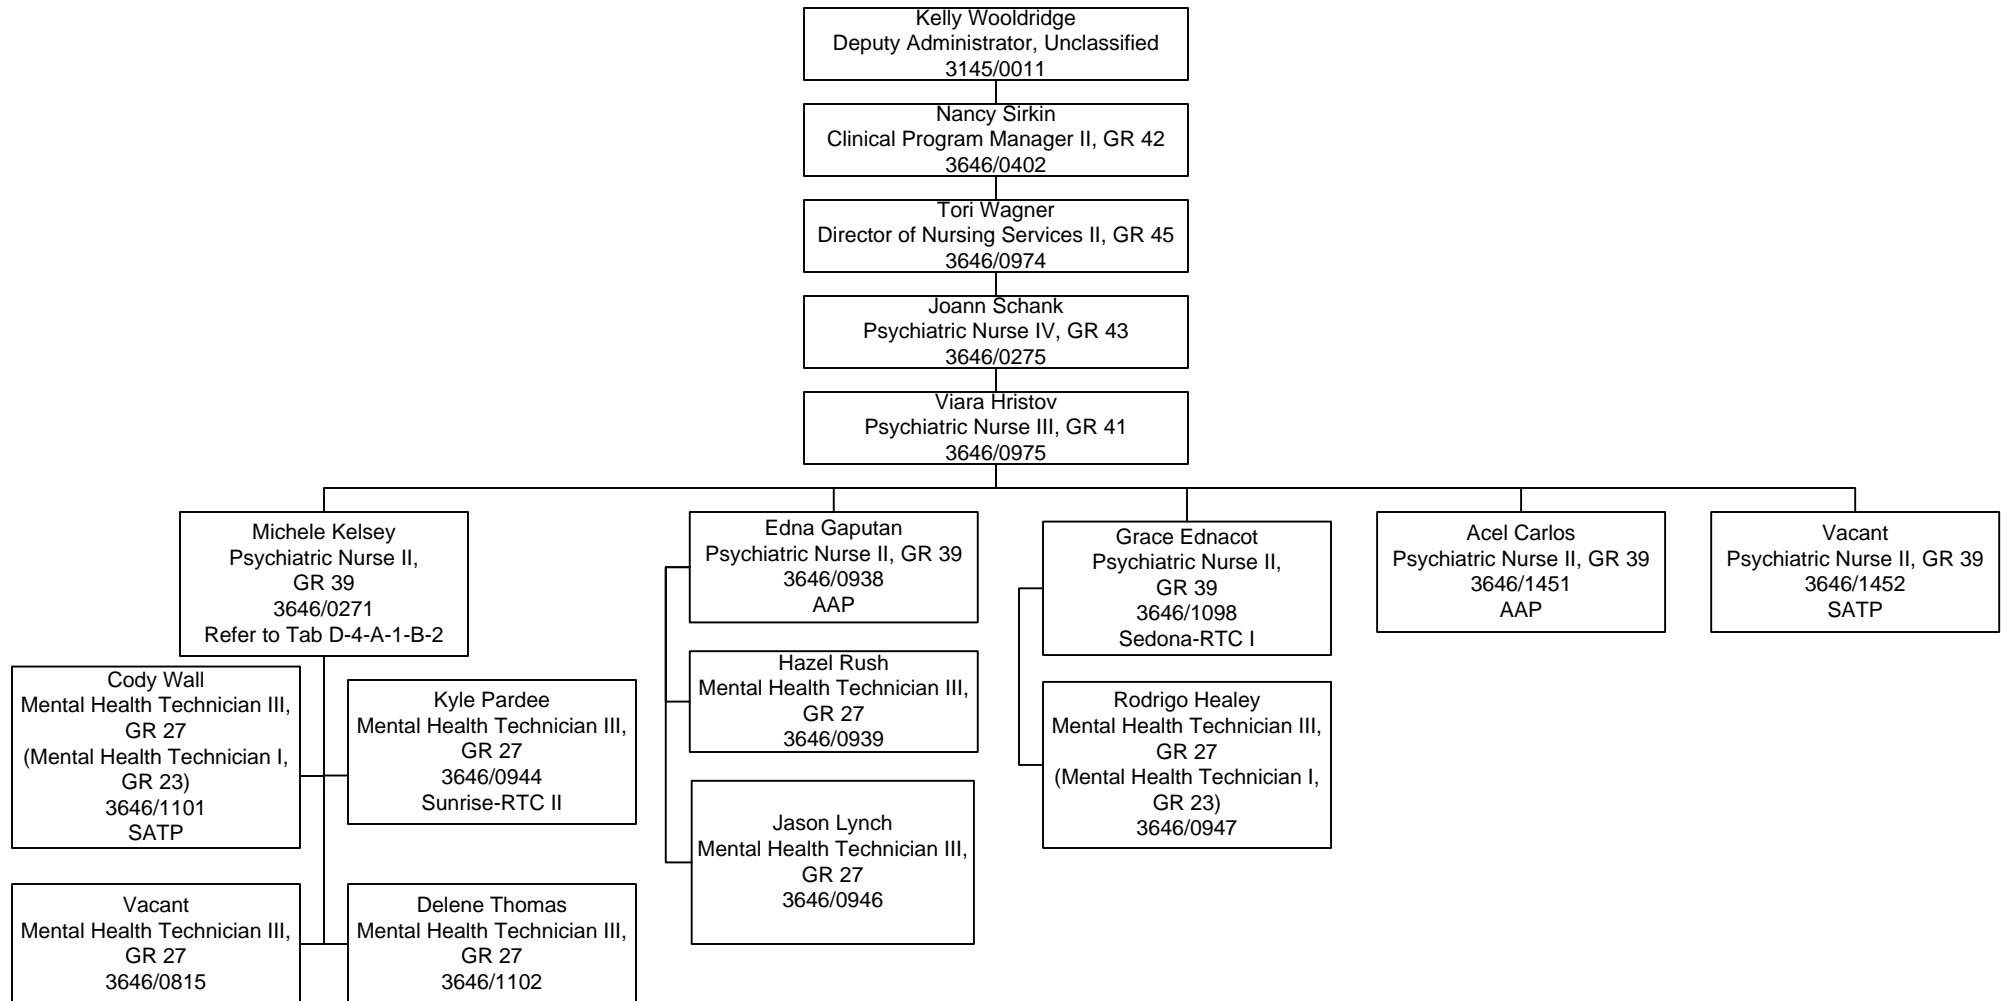 Kelly Wooldridge
Deputy Administrator, Unclassified
3145/0011
Nancy Sirkin
Clinical Program Manager II, GR 42
3646/0402
Tori Wagner
Director of Nursing Services II, GR 45
3646/0974
Joann Schank
Psychiatric Nurse IV, GR 43
3646/0275
Viara Hristov
Psychiatric Nurse III, GR 41
3646/0975
Michele Kelsey
Psychiatric Nurse II,
GR 39
3646/0271
Refer to Tab D-4-A-1-B-2
Edna Gaputan
Psychiatric Nurse II, GR 39
3646/0938
AAP
Grace Ednacot
Psychiatric Nurse II,
GR 39
3646/1098
Sedona-RTC I
Acel Carlos
Psychiatric Nurse II, GR 39
3646/1451
AAP
Vacant
Psychiatric Nurse II, GR 39
3646/1452
SATP
Cody Wall
Mental Health Technician III,
GR 27
(Mental Health Technician I,
GR 23)
3646/1101
SATP
Kyle Pardee
Mental Health Technician III,
GR 27
3646/0944
Sunrise-RTC II
Hazel Rush
Mental Health Technician III,
GR 27
3646/0939
Rodrigo Healey
Mental Health Technician III,
GR 27
(Mental Health Technician I,
GR 23)
3646/0947
Jason Lynch
Mental Health Technician III,
GR 27
3646/0946
Vacant
Mental Health Technician III,
GR 27
3646/0815
Delene Thomas
Mental Health Technician III,
GR 27
3646/1102